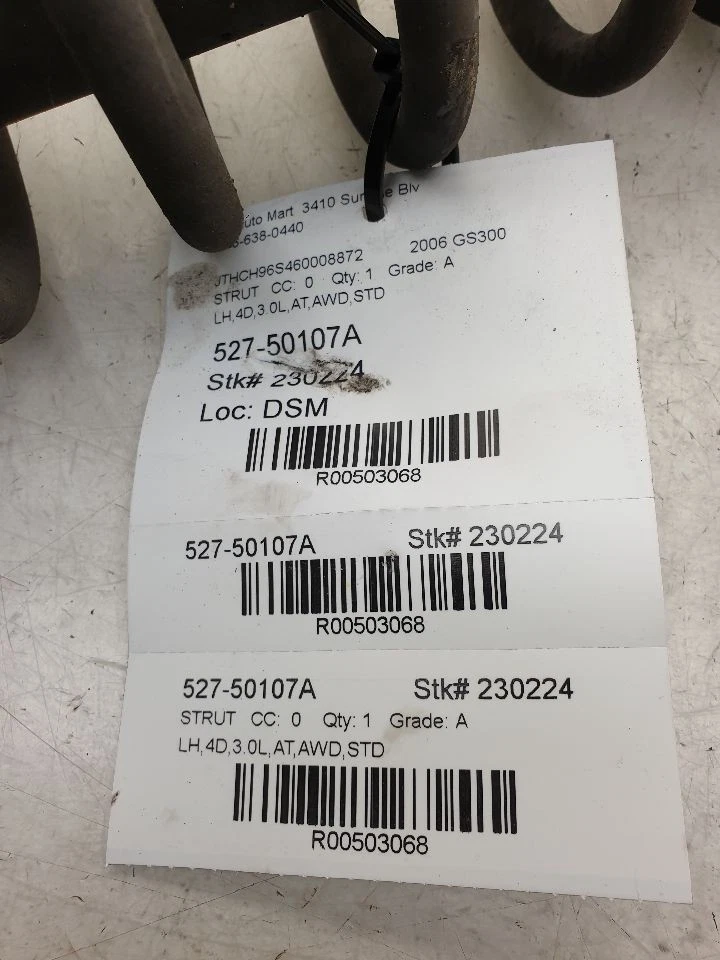 Auto Mart 3410 Blv
638-0440
JTHCH96S460008872 2006 GS300
STRUT CC: 0 Qty: 1 Grade: A
LH,4D,3.0L,AT,AWD,STD
527-50107A
Stk# 230224
Loc: DSM
R00503068
527-50107A Stk# 230224
R00503068
527-50107A Stk# 230224
STRUT CC: 0 Qty: 1 Grade: A
LH,4D,3.0L,AT,AWD,STD
R00503068